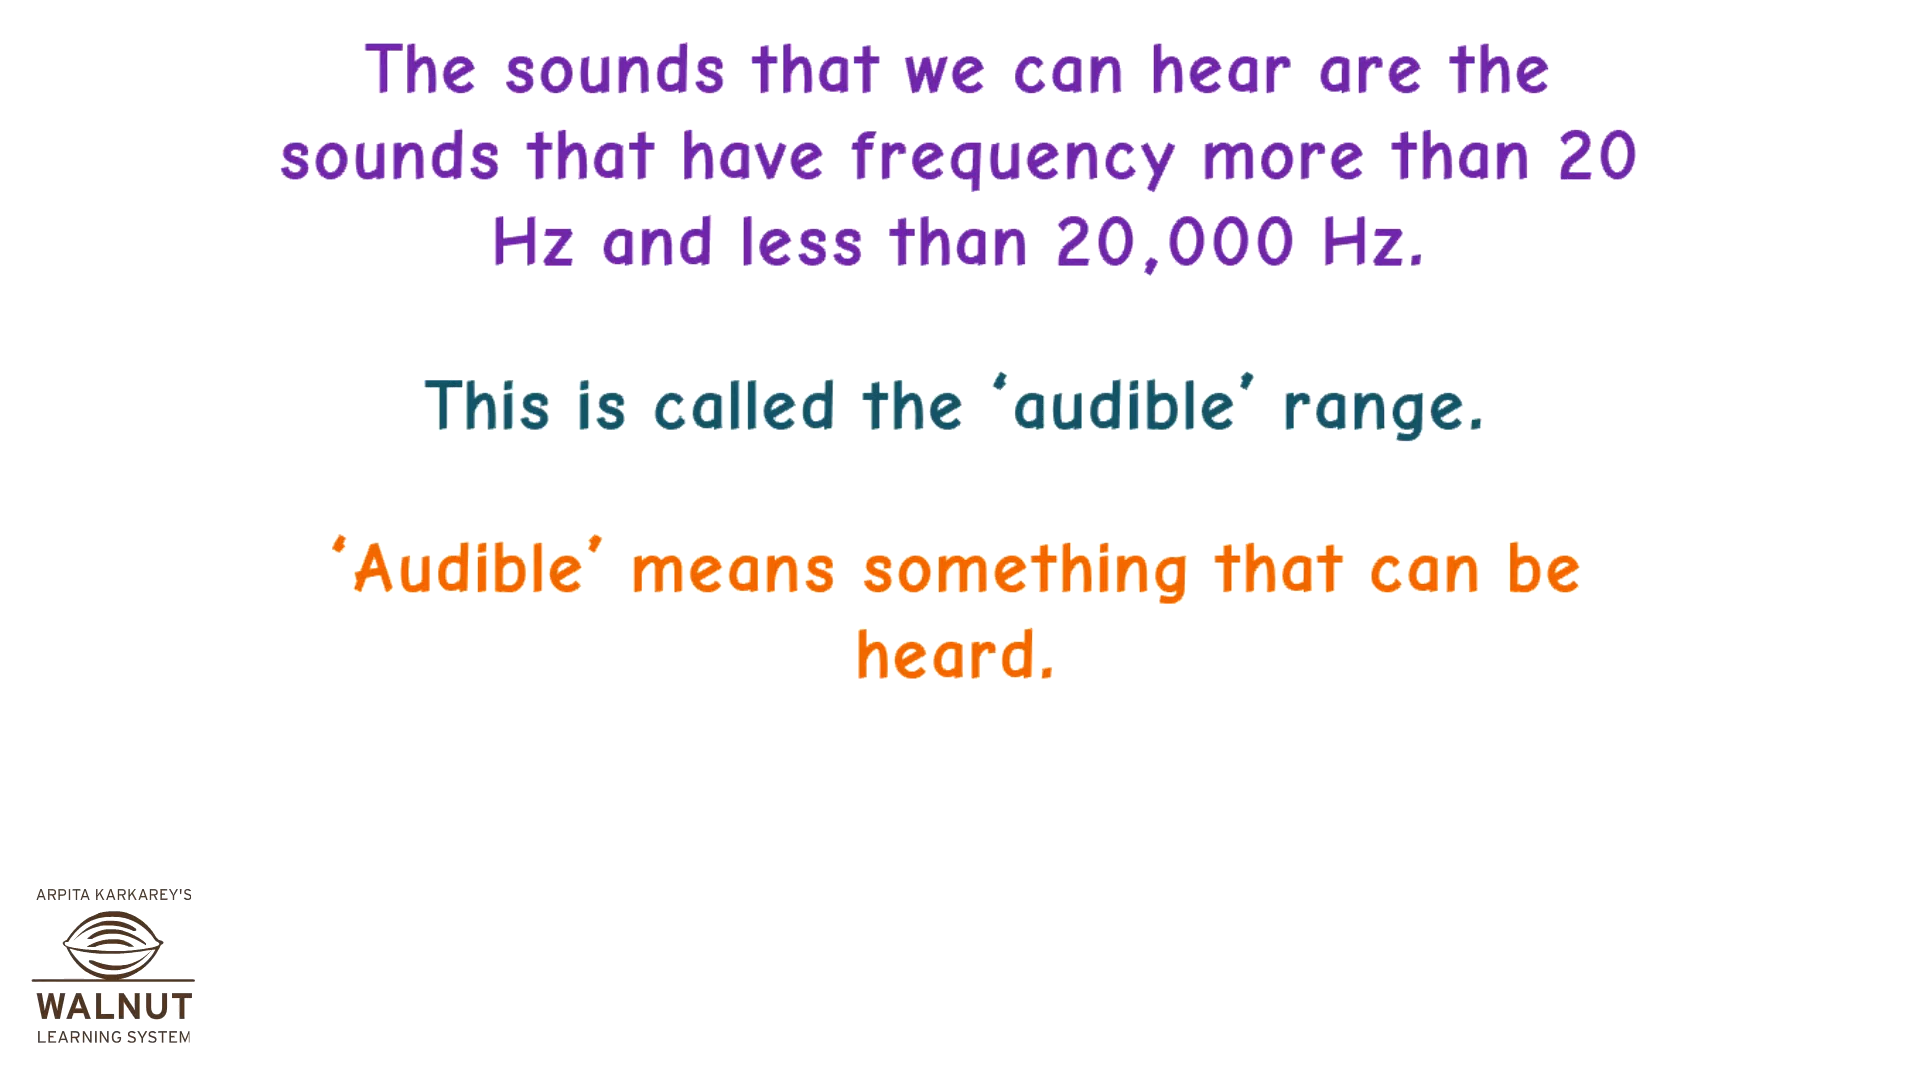 The sounds that we can hear are the
sounds that have frequency more than 20
Hz and less than 20,000 Hz.
This is called the ‘audible’ range.
‘Audible’ means something that can be
heard.
ARPITA KARKAREY'S
WALNUT
LEARNING SYSTEM